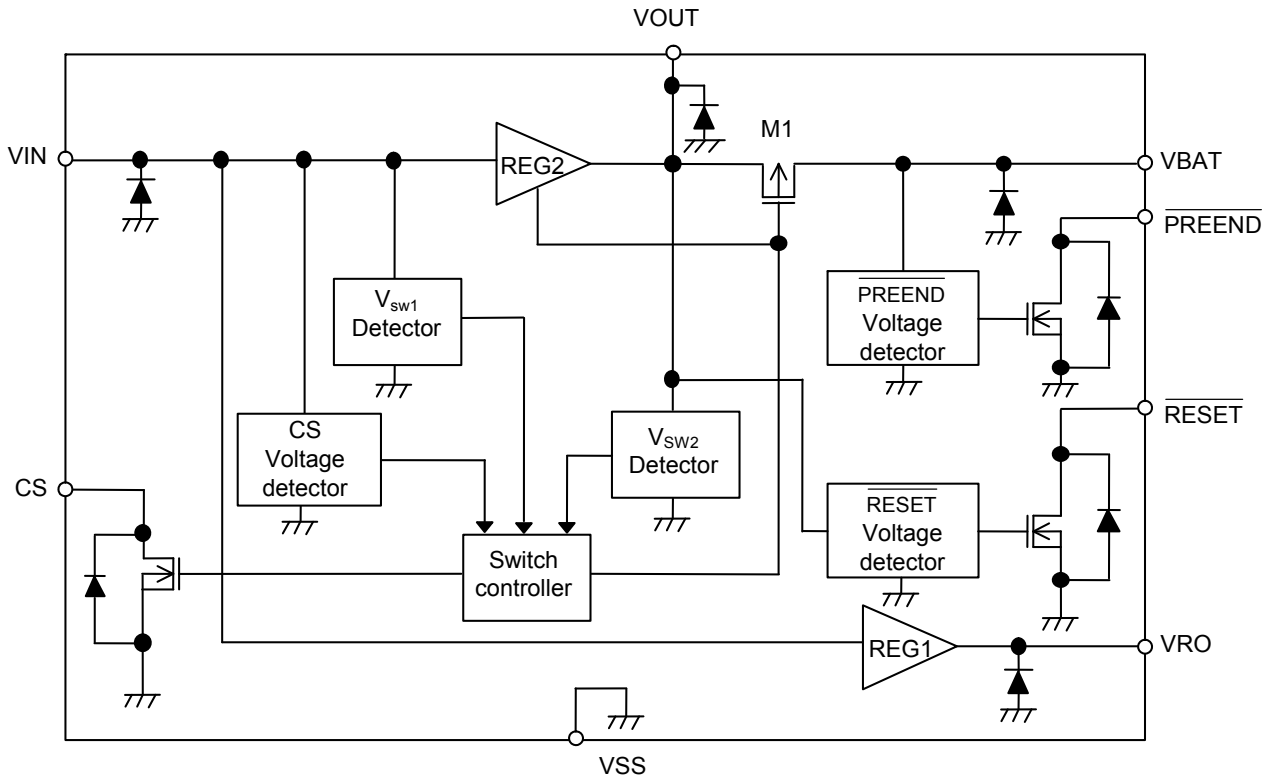 VOUT
M1
VIN
REG2
VBAT
PREEND
Vsw1
Detector
PREEND
Voltage
detector
RESET
CS
Voltage
detector
VSW2
Detector
CS
RESET
Voltage
detector
Switch
controller
REG1
VRO
VSS